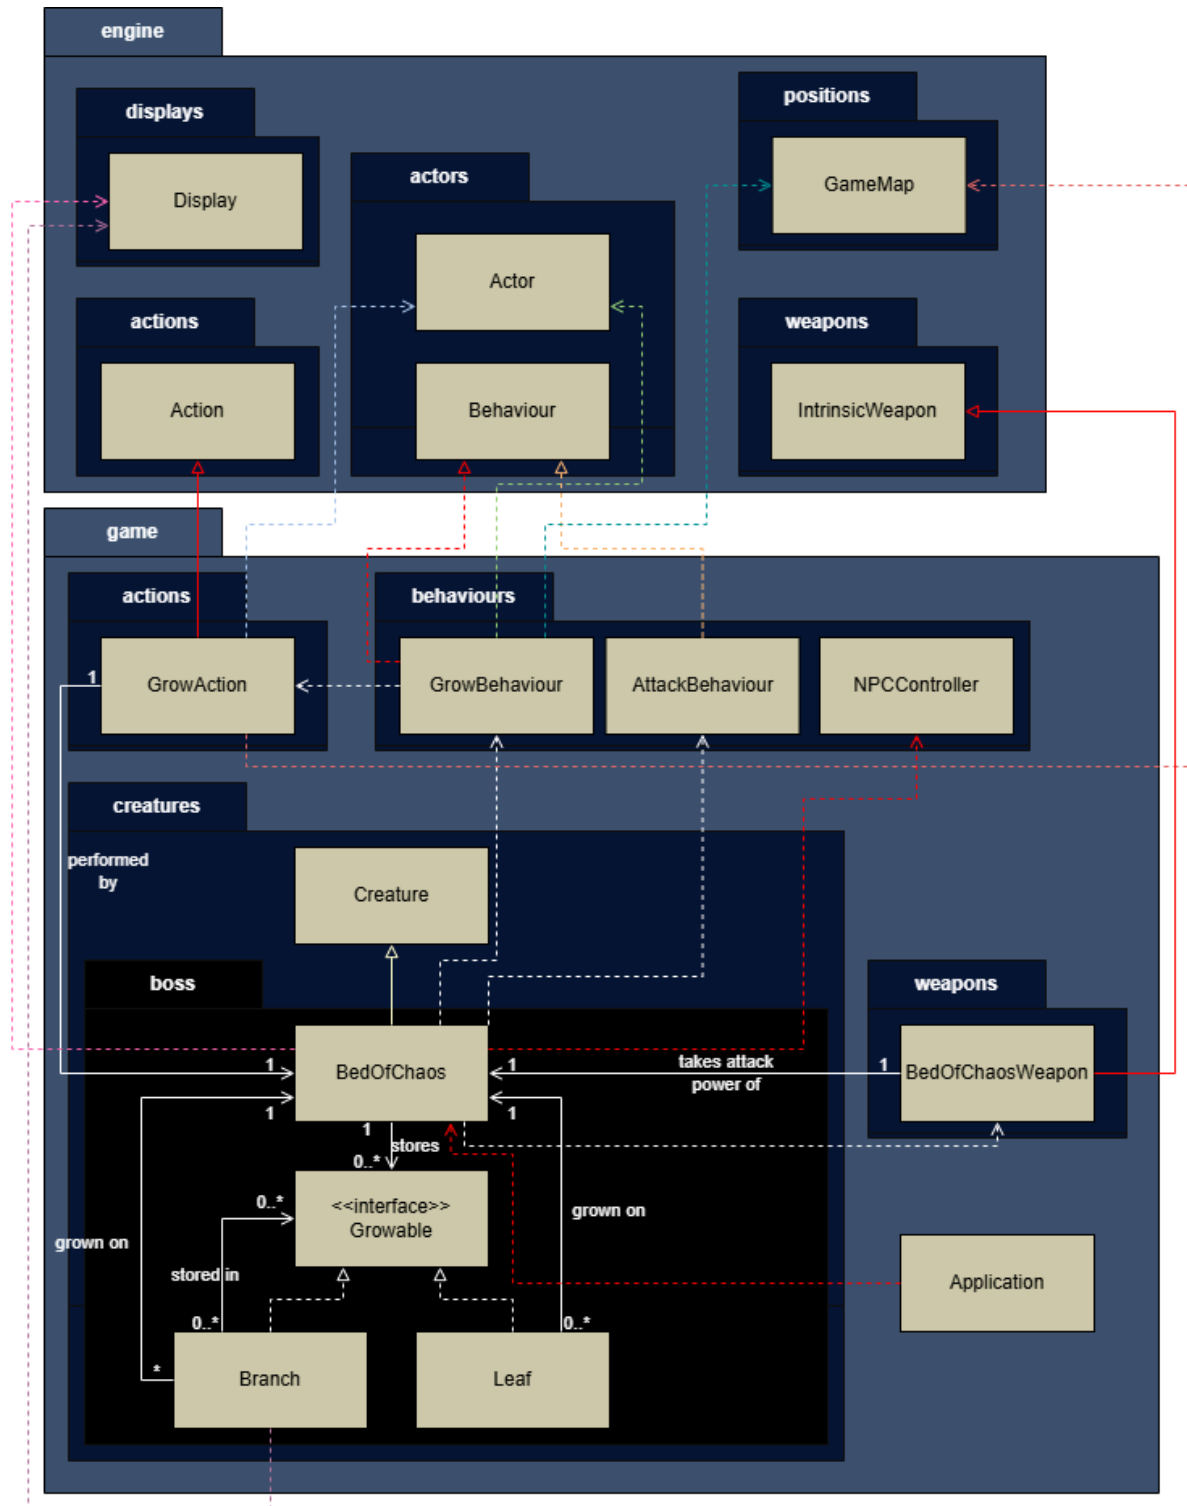 engine
displays
positions
Display
actors
GameMap
Actor
actions
weapons
Action
Behaviour
IntrinsicWeapon
game
actions
behaviours
1
GrowAction
GrowBehaviour
AttackBehaviour
NPCController
creatures
performed
by
Creature
boss
weapons
1
BedOfChaos
1
takes attack
power of
1
BedOfChaosWeapon
1
1
1
stores
0..*
0..*
<<interface>>
Growable
grown on
grown on
stored in
Application
0..*
0..*
*
Branch
Leaf